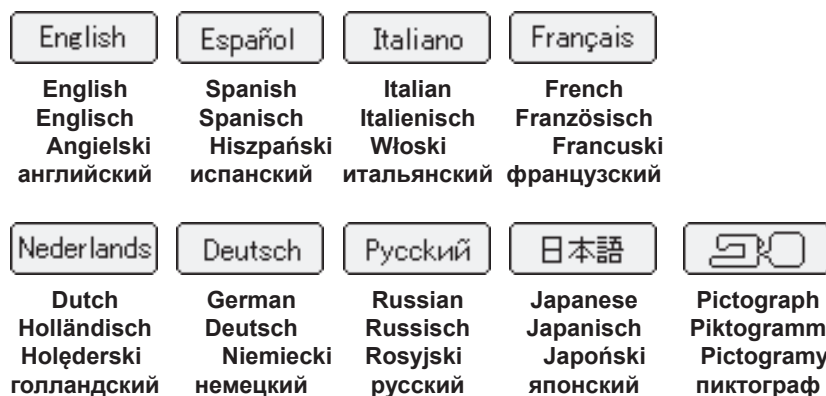 English Español Italiano Français
English Spanish Italian French
Englisch Spanisch Italienisch Französisch
Angielski Hiszpański Włoski Francuski
английский испанский итальянский французский
Nederlands Deutsch Русский 日本語
Dutch German Russian Japanese Pictograph
Holländisch Deutsch Russisch Japanisch Piktogramm
Holęderski Niemiecki Rosyjski Japoński Pictogramy
голландский немецкий русский японский пиктограф